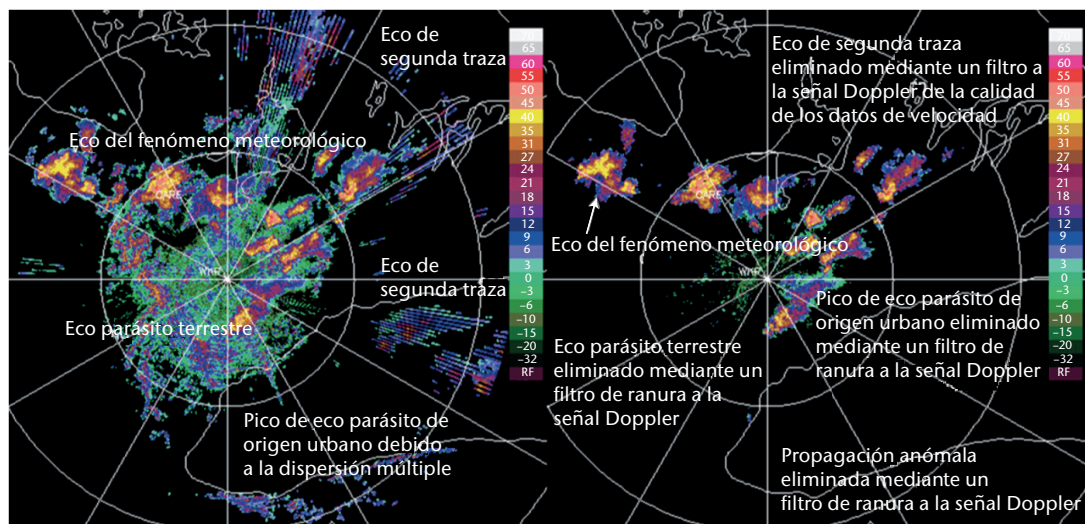 Eco de
segunda traza
Eco del fenómeno meteorológico
CARE
Eco de
segunda traza
Eco parásito terrestre
Pico de eco parásito de
origen urbano debido
a la dispersión múltiple
70
65
60
55
50
45
40
35
31
27
24
21
18
15
12
9
6
3
0
–3
–6
–10
–15
–20
–32
RF
Eco de segunda traza
eliminado mediante un filtro a
la señal Doppler de la calidad
de los datos de velocidad
CARE
Eco del fenómeno meteorológico
Pico de eco parásito de
origen urbano eliminado
mediante un filtro de
ranura a la señal Doppler
Eco parásito terrestre
eliminado mediante un
filtro de ranura a la
señal Doppler
Propagación anómala
eliminada mediante un
filtro de ranura a la señal Doppler
70
65
60
55
50
45
40
35
31
27
24
21
18
15
12
9
6
3
0
–3
–6
–10
–15
–20
–32
RF